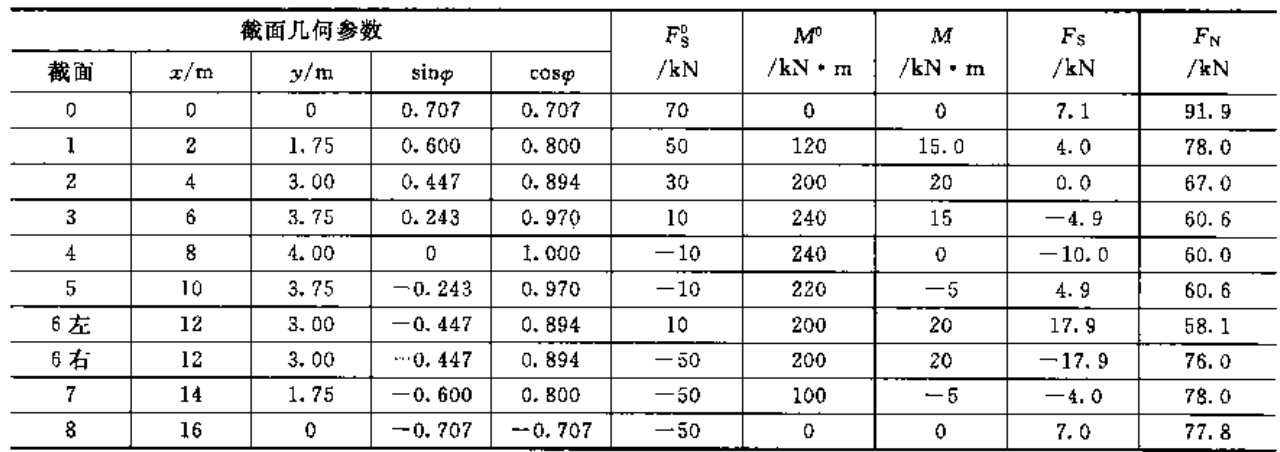 截面几何参数 F_S^0 M^0 M F_S F_N
截面 x/m y/m sinφ cosφ /kN /kN·m /kN·m /kN /kN
0 0 0 0.707 0.707 70 0 0 7.1 91.9
1 2 1.75 0.600 0.800 50 120 15.0 4.0 78.0
2 4 3.00 0.447 0.894 30 200 20 0.0 67.0
3 6 3.75 0.243 0.970 10 240 15 -4.9 60.6
4 8 4.00 0 1.000 -10 240 0 -10.0 60.0
5 10 3.75 -0.243 0.970 -10 220 -5 4.9 60.6
6左 12 3.00 -0.447 0.894 10 200 20 17.9 58.1
6右 12 3.00 -0.447 0.894 -50 200 20 -17.9 76.0
7 14 1.75 -0.600 0.800 -50 100 -5 -4.0 78.0
8 16 0 -0.707 -0.707 -50 0 0 7.0 77.8